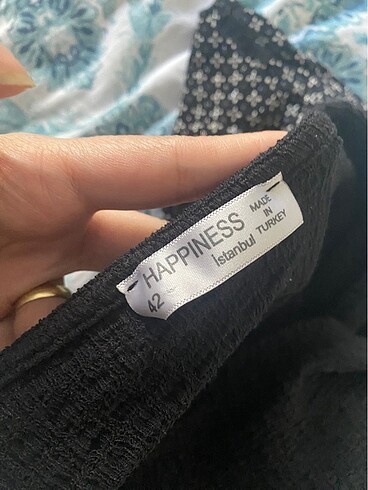 HAPPINESS
Istanbul
MADE
IN
TURKEY
42